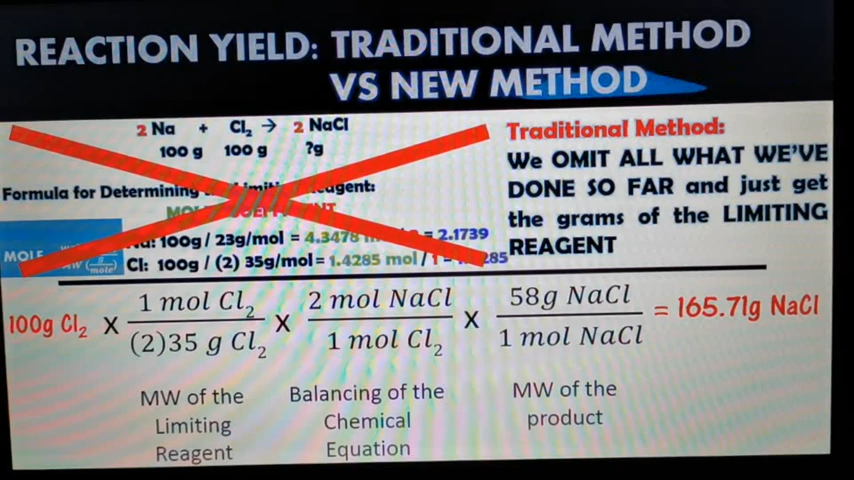 REACTION YIELD: TRADITIONAL METHOD
VS NEW METHOD
2 Na + Cl₂ → 2 NaCl
100 g 100 g ?g
Formula for Determining
MOLE
Na: 100g / 23g/mol = 4.3478 = 2.1739
Cl: 100g / (2) 35g/mol = 1.4285 mol / 1
Traditional Method:
We OMIT ALL WHAT WE'VE
DONE SO FAR and just get
the grams of the LIMITING
REAGENT
100g Cl₂ X 1 mol Cl₂ / (2)35 g Cl₂ X 2 mol NaCl / 1 mol Cl₂ X 58g NaCl / 1 mol NaCl = 165.71g NaCl
MW of the
Limiting
Reagent
Balancing of the
Chemical
Equation
MW of the
product